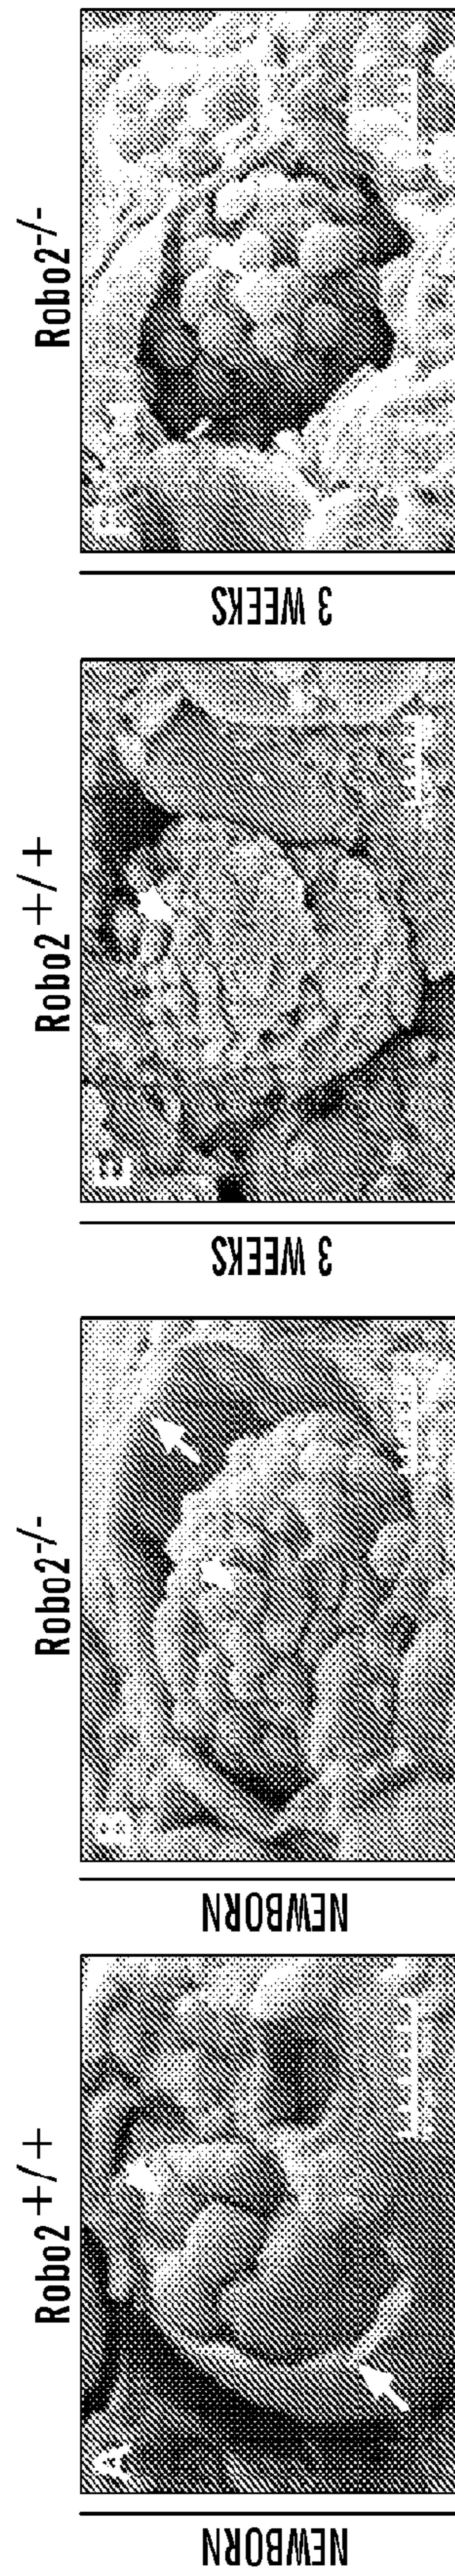 Robo2 +/+
NEWBORN
A
Robo2-/-
NEWBORN
B
Robo2 +/+
3 WEEKS
E
Robo2-/-
3 WEEKS
F